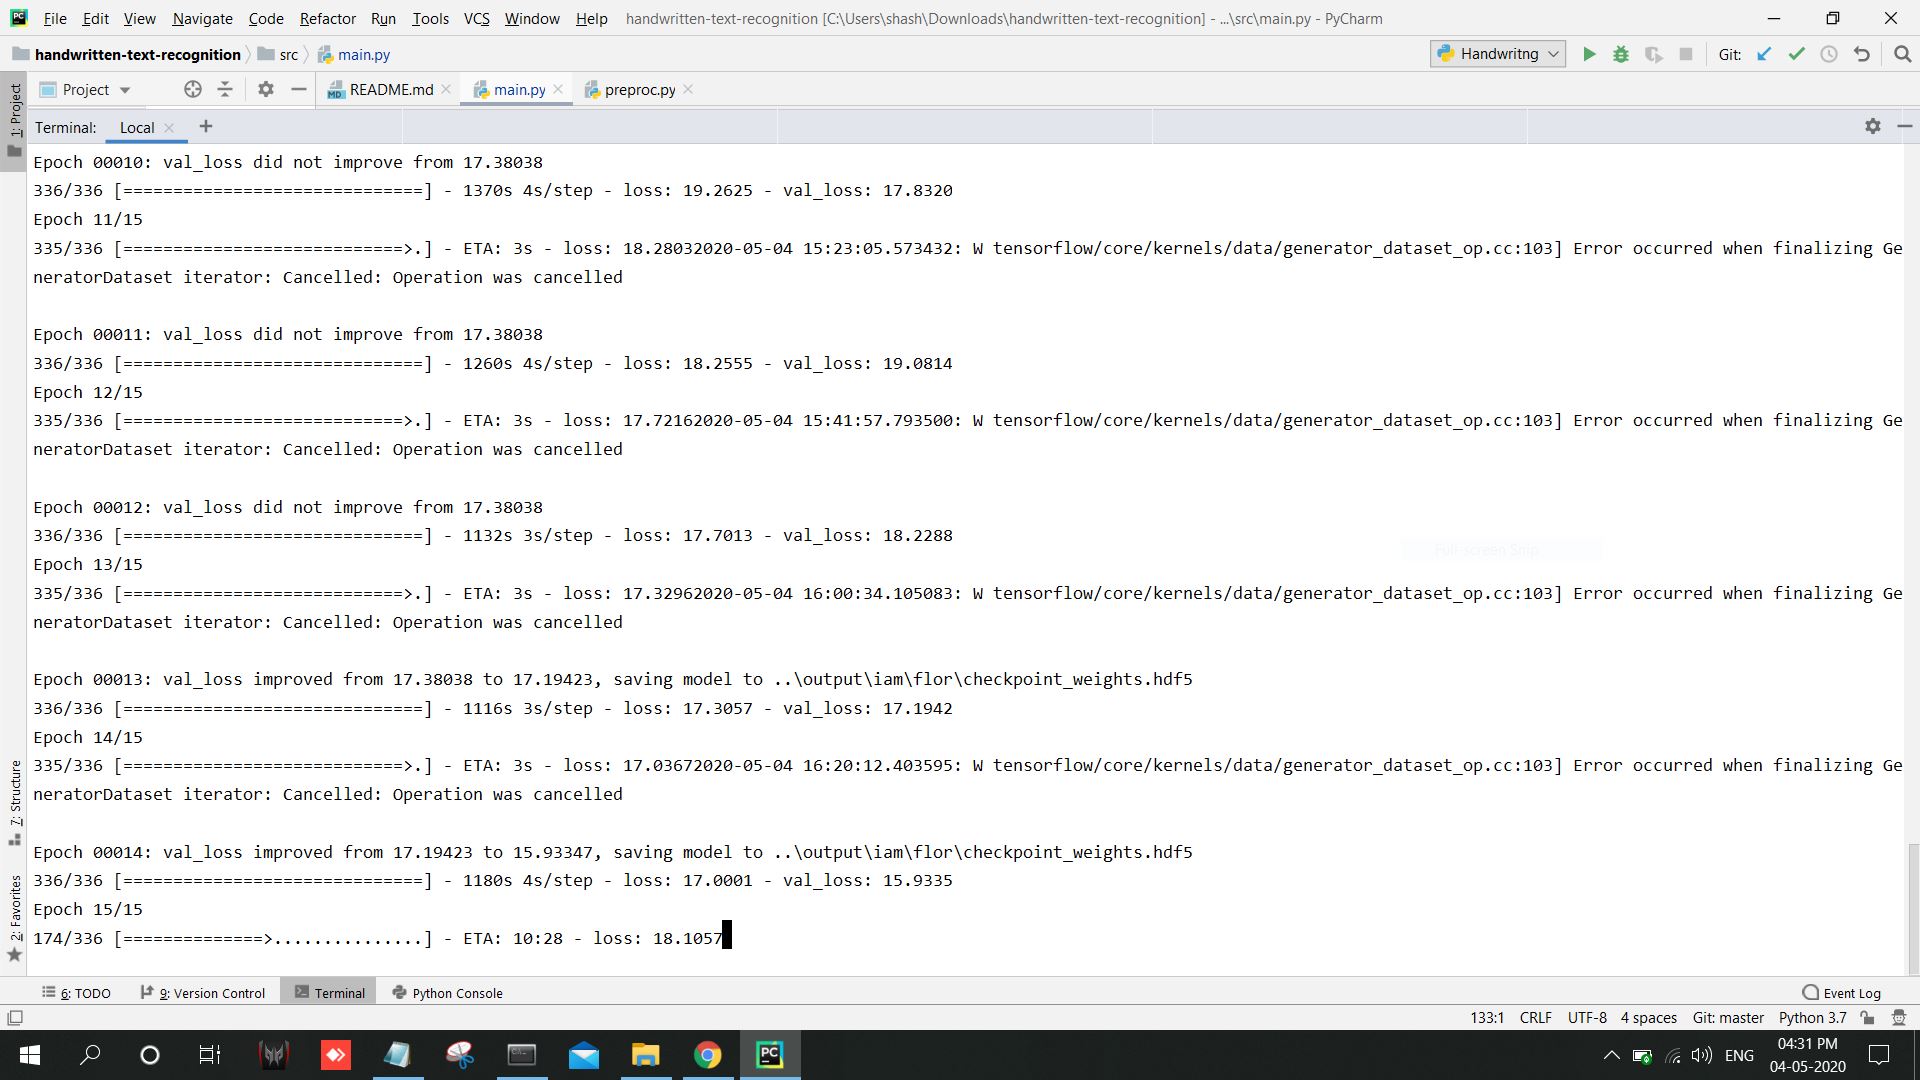 File Edit View Navigate Code Refactor Run Tools VCS Window Help handwritten-text-recognition [C:\Users\shash\Downloads\handwritten-text-recognition] - ...\src\main.py - PyCharm
handwritten-text-recognition src main.py Handwritng Git:
Project README.md main.py preproc.py
1: Project
Terminal: Local
Epoch 00010: val_loss did not improve from 17.38038
336/336 [==============================] - 1370s 4s/step - loss: 19.2625 - val_loss: 17.8320
Epoch 11/15
335/336 [============================>.] - ETA: 3s - loss: 18.28032020-05-04 15:23:05.573432: W tensorflow/core/kernels/data/generator_dataset_op.cc:103] Error occurred when finalizing Ge
neratorDataset iterator: Cancelled: Operation was cancelled
Epoch 00011: val_loss did not improve from 17.38038
336/336 [==============================] - 1260s 4s/step - loss: 18.2555 - val_loss: 19.0814
Epoch 12/15
335/336 [============================>.] - ETA: 3s - loss: 17.72162020-05-04 15:41:57.793500: W tensorflow/core/kernels/data/generator_dataset_op.cc:103] Error occurred when finalizing Ge
neratorDataset iterator: Cancelled: Operation was cancelled
Epoch 00012: val_loss did not improve from 17.38038
336/336 [==============================] - 1132s 3s/step - loss: 17.7013 - val_loss: 18.2288
Full-screen Snip
Epoch 13/15
335/336 [============================>.] - ETA: 3s - loss: 17.32962020-05-04 16:00:34.105083: W tensorflow/core/kernels/data/generator_dataset_op.cc:103] Error occurred when finalizing Ge
neratorDataset iterator: Cancelled: Operation was cancelled
Epoch 00013: val_loss improved from 17.38038 to 17.19423, saving model to ..\output\iam\flor\checkpoint_weights.hdf5
336/336 [==============================] - 1116s 3s/step - loss: 17.3057 - val_loss: 17.1942
Epoch 14/15
335/336 [============================>.] - ETA: 3s - loss: 17.03672020-05-04 16:20:12.403595: W tensorflow/core/kernels/data/generator_dataset_op.cc:103] Error occurred when finalizing Ge
neratorDataset iterator: Cancelled: Operation was cancelled
7: Structure
Epoch 00014: val_loss improved from 17.19423 to 15.93347, saving model to ..\output\iam\flor\checkpoint_weights.hdf5
336/336 [==============================] - 1180s 4s/step - loss: 17.0001 - val_loss: 15.9335
Epoch 15/15
174/336 [==============>...............] - ETA: 10:28 - loss: 18.1057
2: Favorites
6: TODO 9: Version Control Terminal Python Console Event Log
133:1 CRLF UTF-8 4 spaces Git: master Python 3.7
PC ENG 04:31 PM
04-05-2020